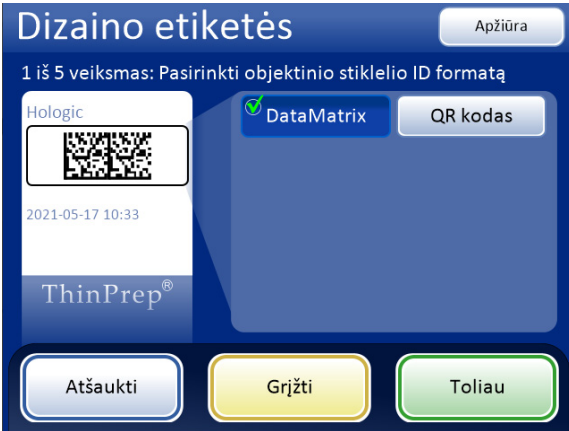 Dizaino etiketės
Apžiūra
1 iš 5 veiksmas: Pasirinkti objektinio stiklelio ID formatą
Hologic
2021-05-17 10:33
ThinPrep®
DataMatrix
QR kodas
Atšaukti
Grįžti
Toliau